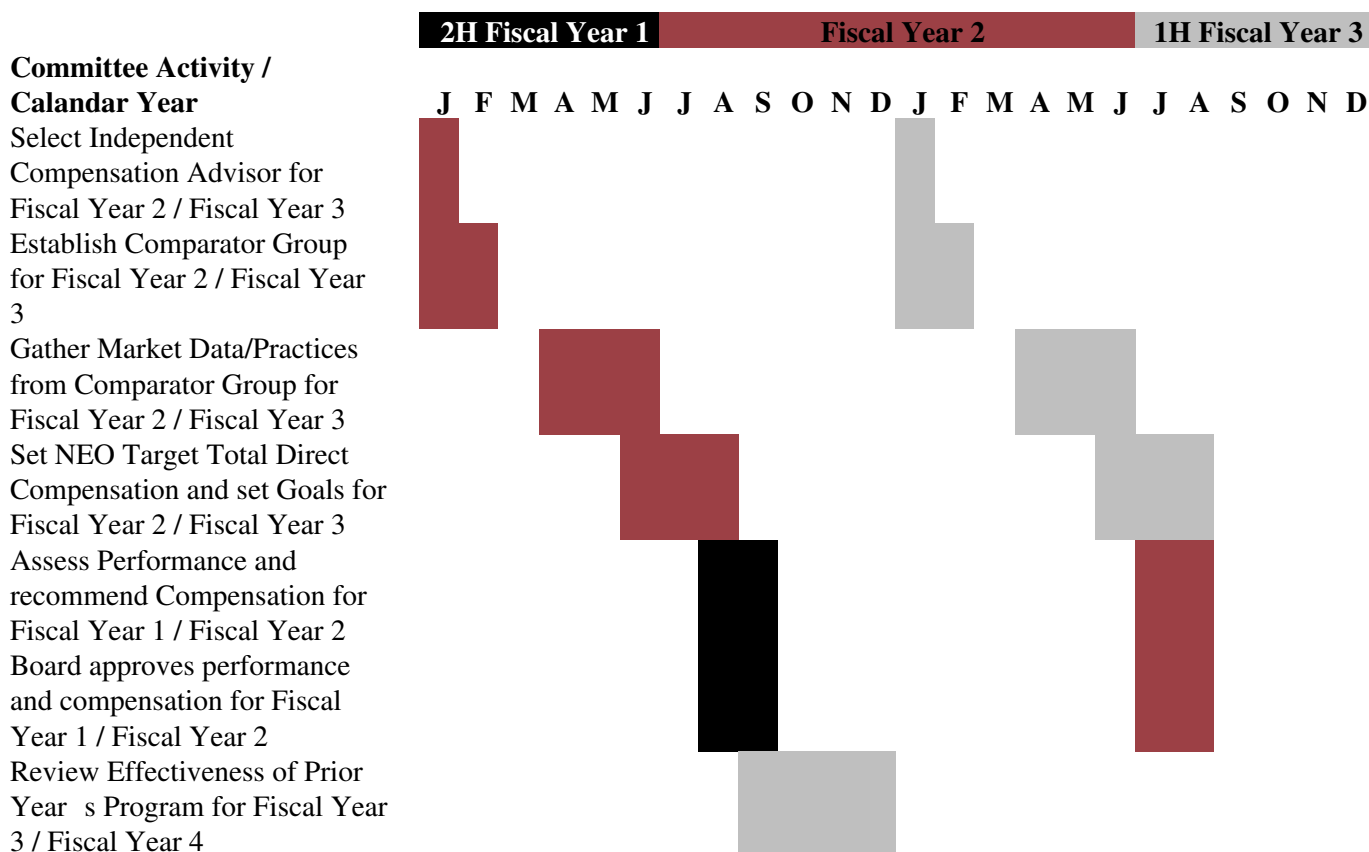 2H Fiscal Year 1 Fiscal Year 2 1H Fiscal Year 3
Committee Activity /
Calandar Year J F M A M J J A S O N D J F M A M J J A S O N D
Select Independent
Compensation Advisor for
Fiscal Year 2 / Fiscal Year 3
Establish Comparator Group
for Fiscal Year 2 / Fiscal Year
3
Gather Market Data/Practices
from Comparator Group for
Fiscal Year 2 / Fiscal Year 3
Set NEO Target Total Direct
Compensation and set Goals for
Fiscal Year 2 / Fiscal Year 3
Assess Performance and
recommend Compensation for
Fiscal Year 1 / Fiscal Year 2
Board approves performance
and compensation for Fiscal
Year 1 / Fiscal Year 2
Review Effectiveness of Prior
Year s Program for Fiscal Year
3 / Fiscal Year 4